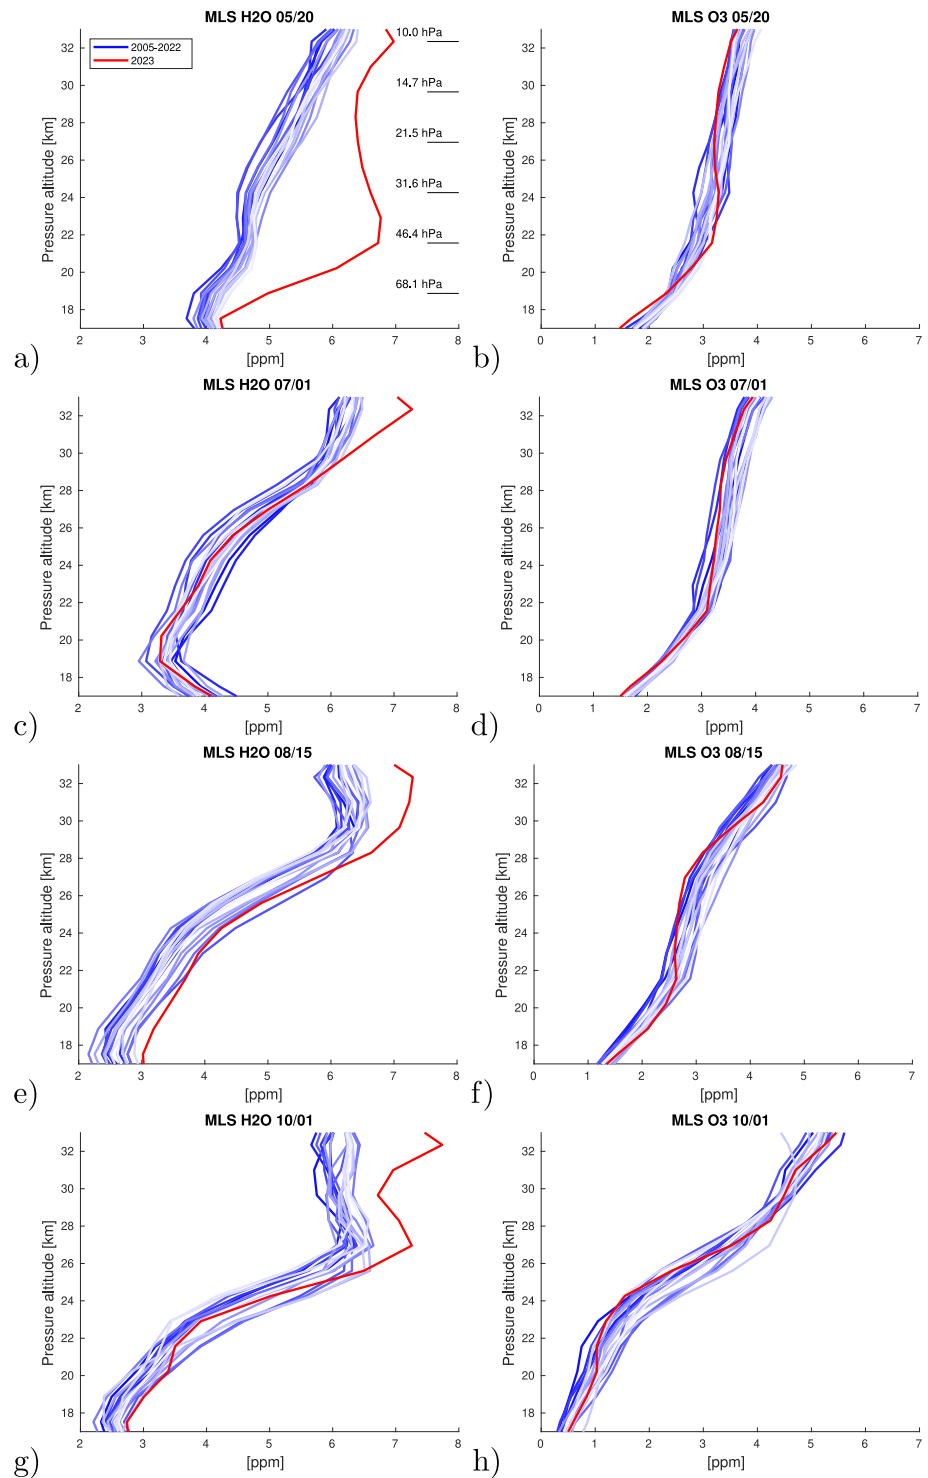 MLS H2O 05/20
32
30
28
26
24
22
20
18
Pressure altitude [km]
2005-2022
2023
10.0 hPa
14.7 hPa
21.5 hPa
31.6 hPa
46.4 hPa
68.1 hPa
2 3 4 5 6 7 8
[ppm]
a)
MLS O3 05/20
32
30
28
26
24
22
20
18
Pressure altitude [km]
0 1 2 3 4 5 6 7
[ppm]
b)
MLS H2O 07/01
32
30
28
26
24
22
20
18
Pressure altitude [km]
2 3 4 5 6 7 8
[ppm]
c)
MLS O3 07/01
32
30
28
26
24
22
20
18
Pressure altitude [km]
0 1 2 3 4 5 6 7
[ppm]
d)
MLS H2O 08/15
32
30
28
26
24
22
20
18
Pressure altitude [km]
2 3 4 5 6 7 8
[ppm]
e)
MLS O3 08/15
32
30
28
26
24
22
20
18
Pressure altitude [km]
0 1 2 3 4 5 6 7
[ppm]
f)
MLS H2O 10/01
32
30
28
26
24
22
20
18
Pressure altitude [km]
2 3 4 5 6 7 8
[ppm]
g)
MLS O3 10/01
32
30
28
26
24
22
20
18
Pressure altitude [km]
0 1 2 3 4 5 6 7
[ppm]
h)